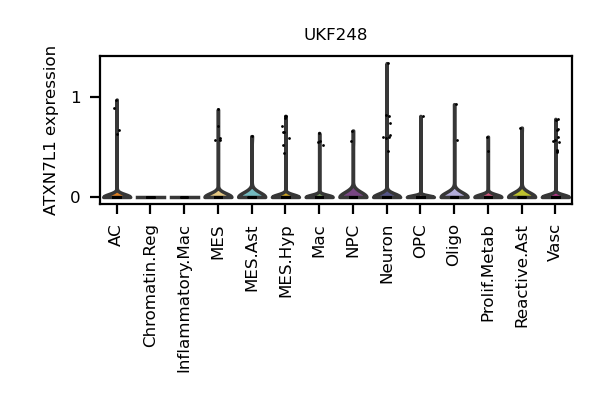 UKF248
ATXN7L1 expression
1
0
AC
Chromatin.Reg
Inflammatory.Mac
MES
MES.Ast
MES.Hyp
Mac
NPC
Neuron
OPC
Oligo
Prolif.Metab
Reactive.Ast
Vasc